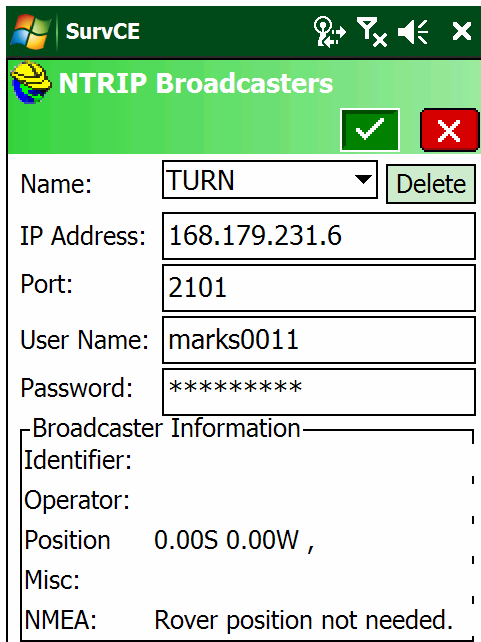 SurvCE
NTRIP Broadcasters
Name: TURN Delete
IP Address: 168.179.231.6
Port: 2101
User Name: marks0011
Password: *********
Broadcaster Information
Identifier:
Operator:
Position 0.00S 0.00W ,
Misc:
NMEA: Rover position not needed.